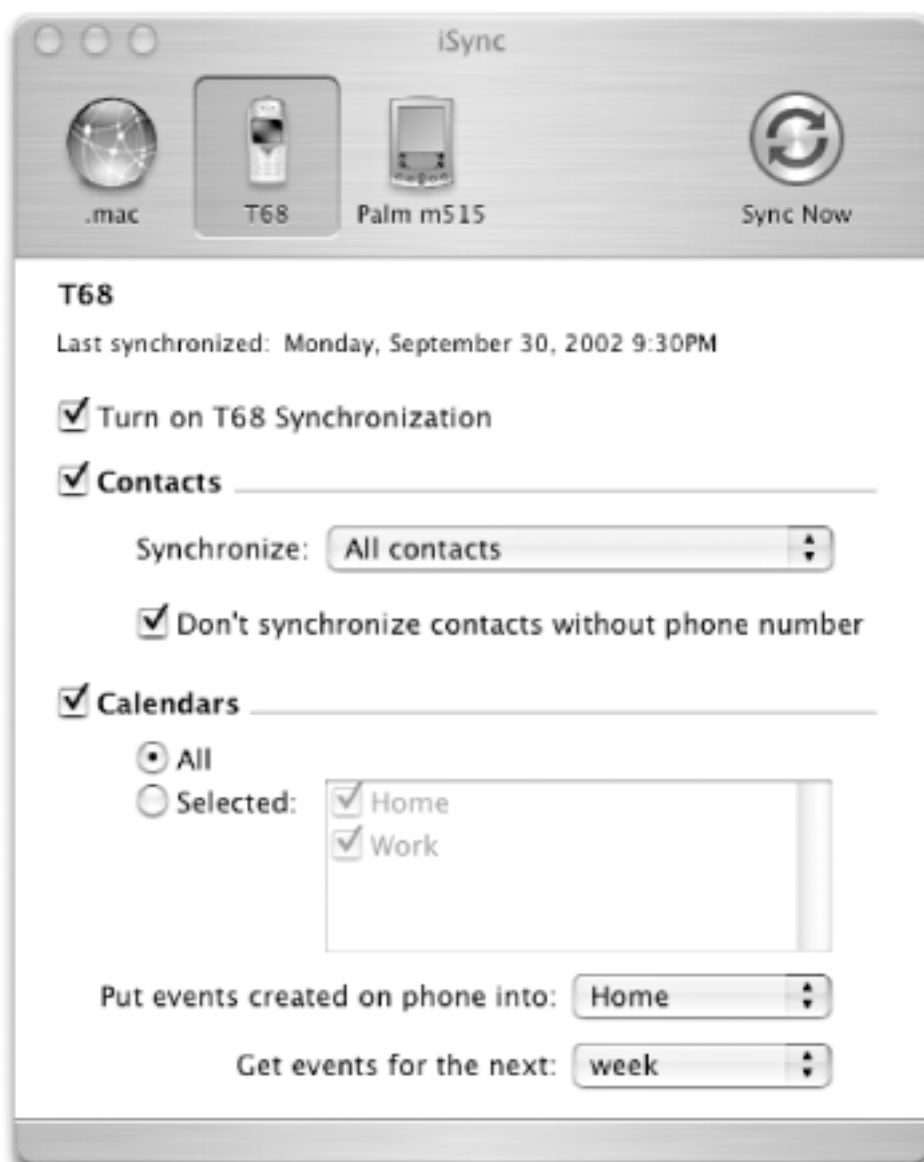 iSync
.mac T68 Palm m515 Sync Now
T68
Last synchronized: Monday, September 30, 2002 9:30PM
Turn on T68 Synchronization
Contacts
Synchronize: All contacts
Don't synchronize contacts without phone number
Calendars
All
Selected: Home
Work
Put events created on phone into: Home
Get events for the next: week